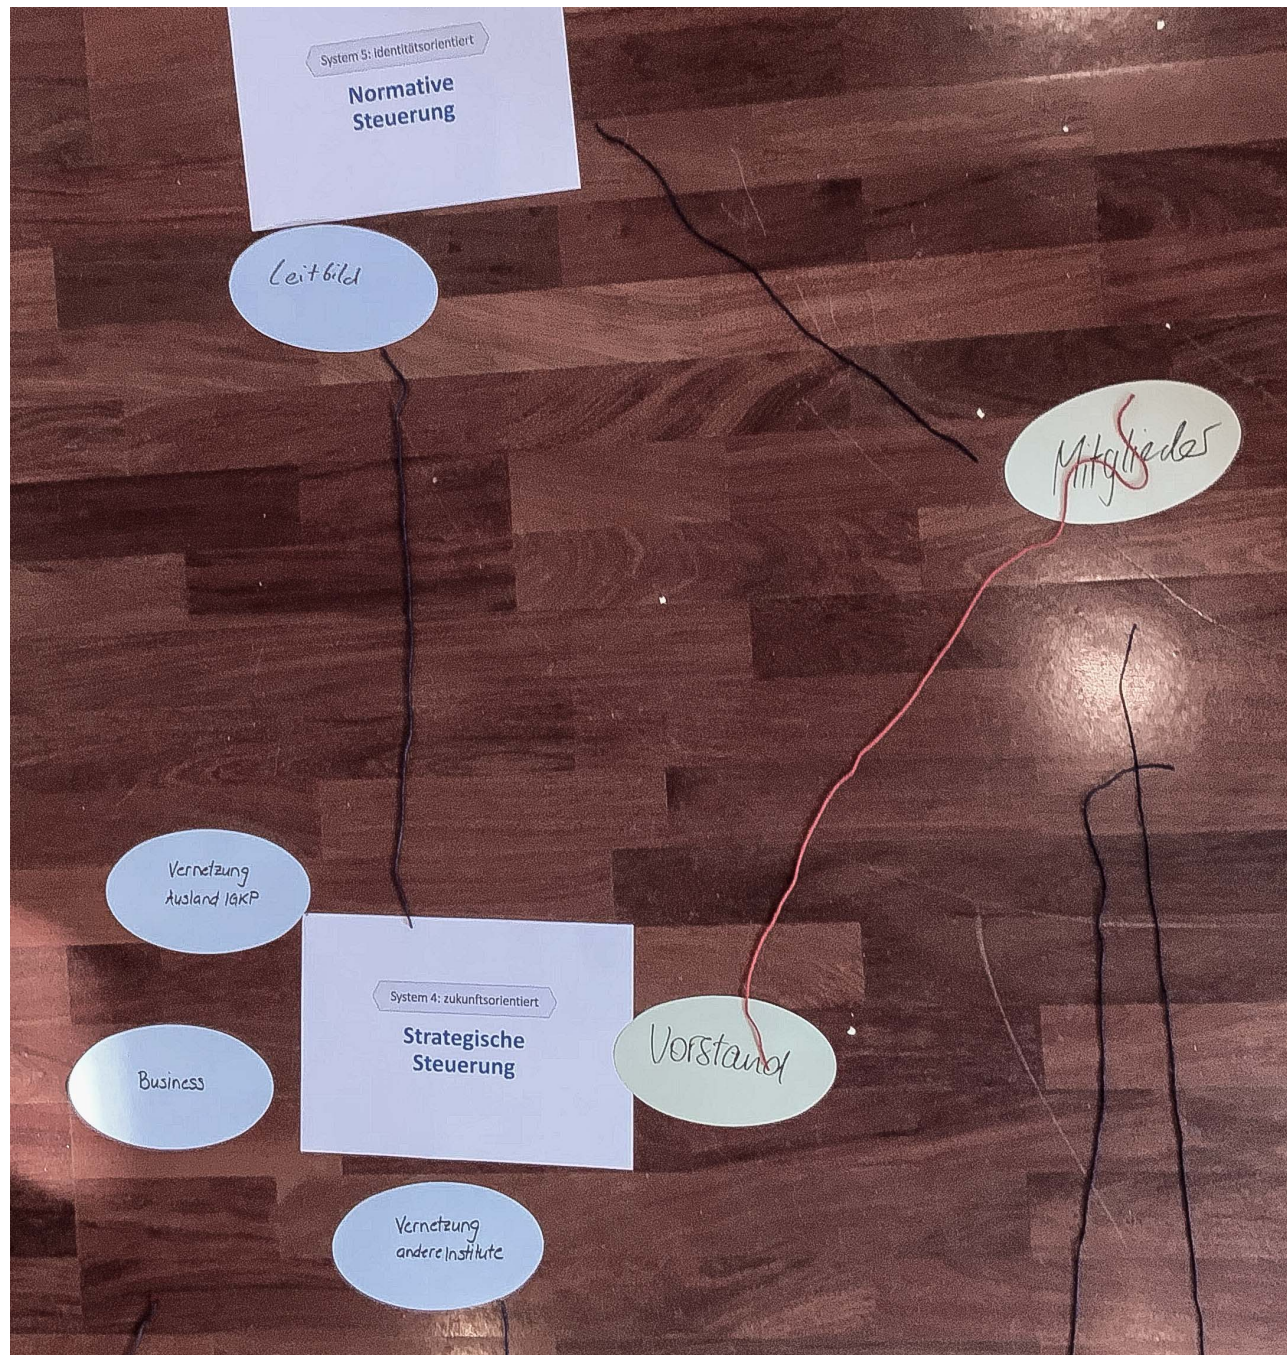 System 5: identitätsorientiert
Normative
Steuerung
Leitbild
Mitglieder
Vernetzung
Ausland IGKP
System 4: zukunftsorientiert
Strategische
Steuerung
Vorstand
Business
Vernetzung
andere Institute